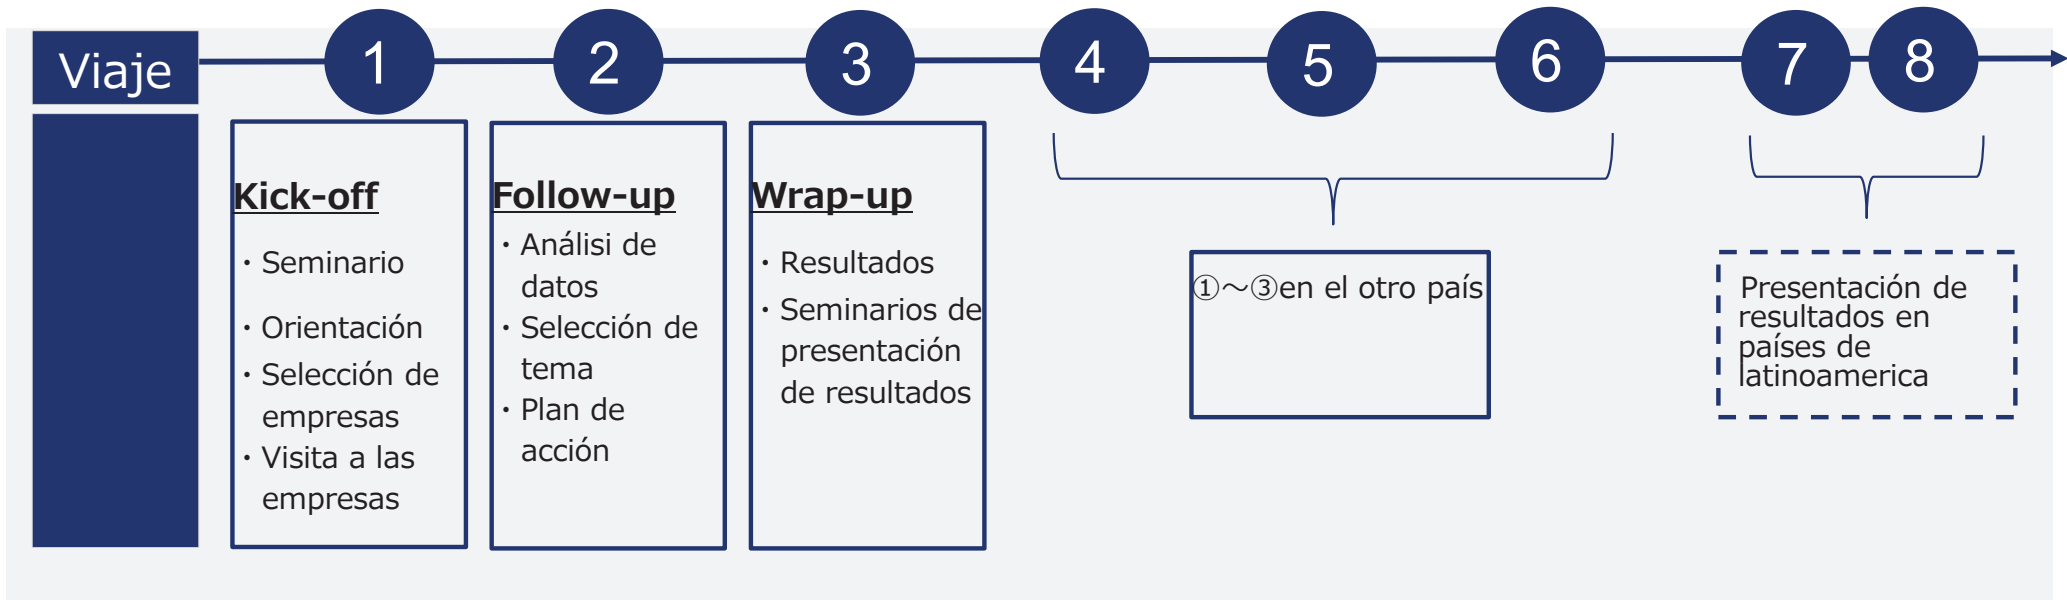 Viaje
1
2
3
4
5
6
7
8
Kick-off
・Seminario
・Orientación
・Selección de
empresas
・Visita a las
empresas
Follow-up
・Análisi de
datos
・Selección de
tema
・Plan de
acción
Wrap-up
・Resultados
・Seminarios de
presentación
de resultados
①～③en el otro país
Presentación de
resultados en
países de
latinoamerica